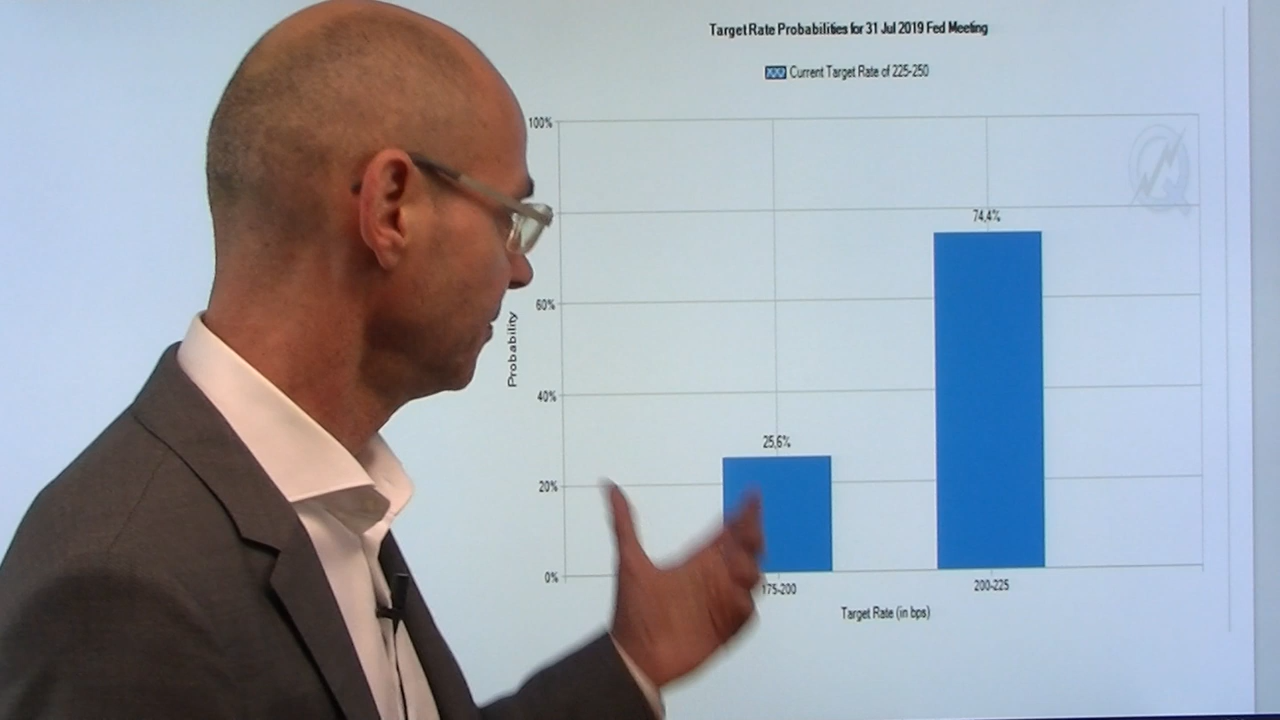 Target Rate Probabilities for 31 Jul 2019 Fed Meeting
Current Target Rate of 225-250
100%
74,4%
60%
Probability
40%
25,6%
20%
0%
175-200
200-225
Target Rate (in bps)